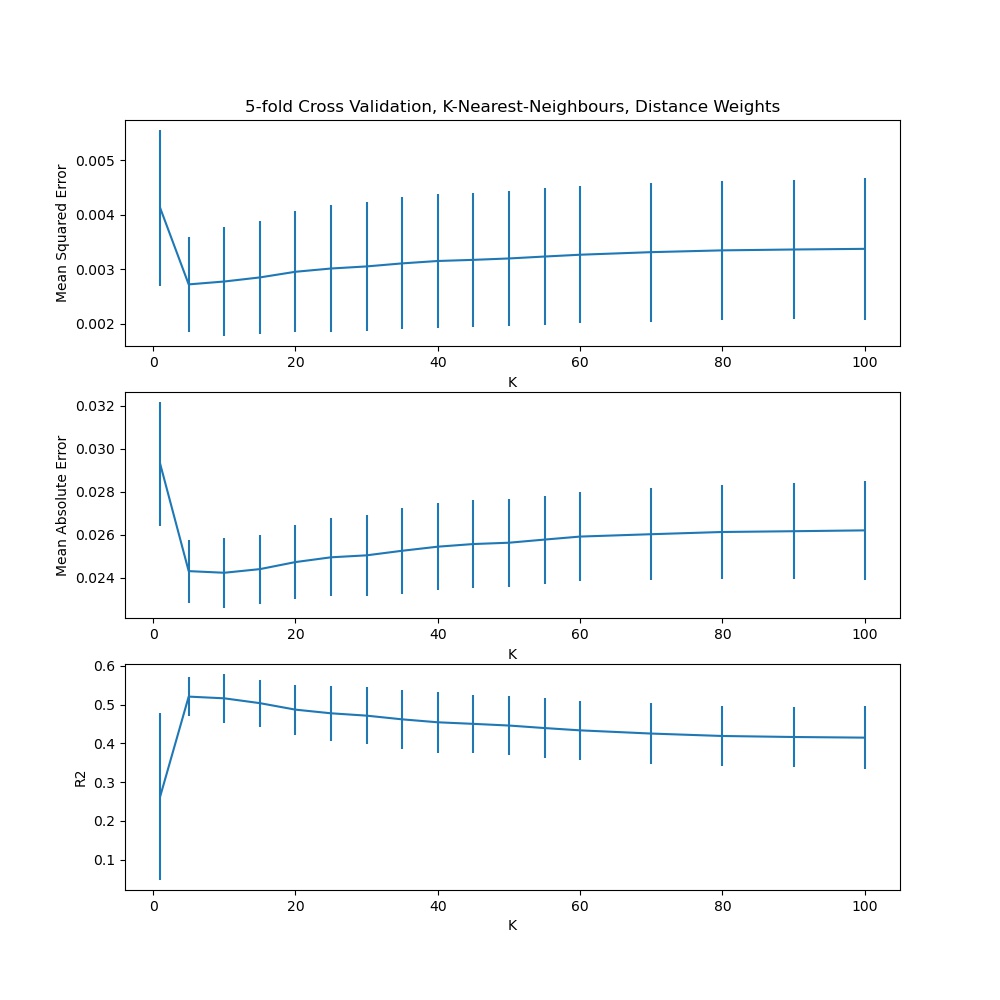 5-fold Cross Validation, K-Nearest-Neighbours, Distance Weights
Mean Squared Error
0.005
0.004
0.003
0.002
0 20 40 60 80 100
K
Mean Absolute Error
0.032
0.030
0.028
0.026
0.024
0 20 40 60 80 100
K
R2
0.6
0.5
0.4
0.3
0.2
0.1
0 20 40 60 80 100
K